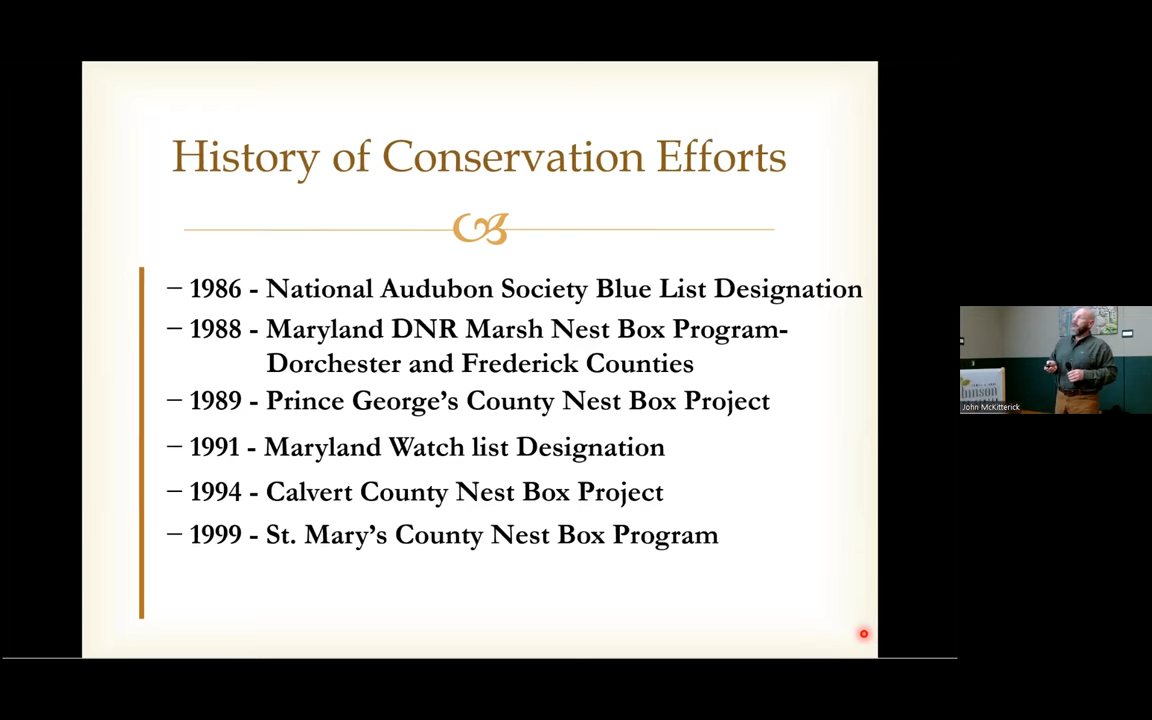 History of Conservation Efforts
– 1986 - National Audubon Society Blue List Designation
– 1988 - Maryland DNR Marsh Nest Box Program-
Dorchester and Frederick Counties
– 1989 - Prince George’s County Nest Box Project
– 1991 - Maryland Watch list Designation
– 1994 - Calvert County Nest Box Project
– 1999 - St. Mary’s County Nest Box Program
John McKitterick